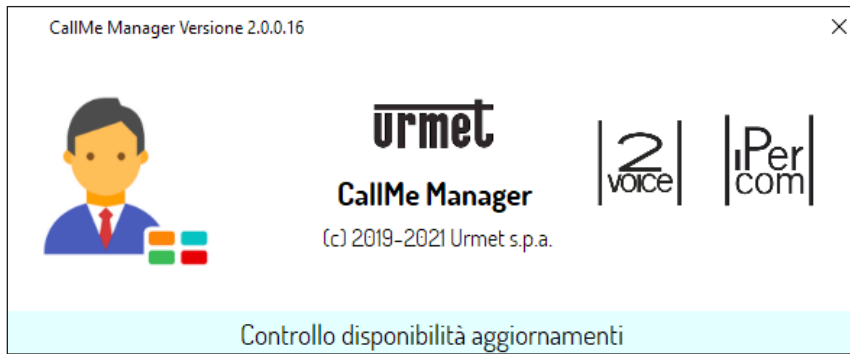 CallMe Manager Versione 2.0.0.16
urmet
CallMe Manager
(c) 2019-2021 Urmet s.p.a.
2
VOICE
iPer
com
Controllo disponibilità aggiornamenti